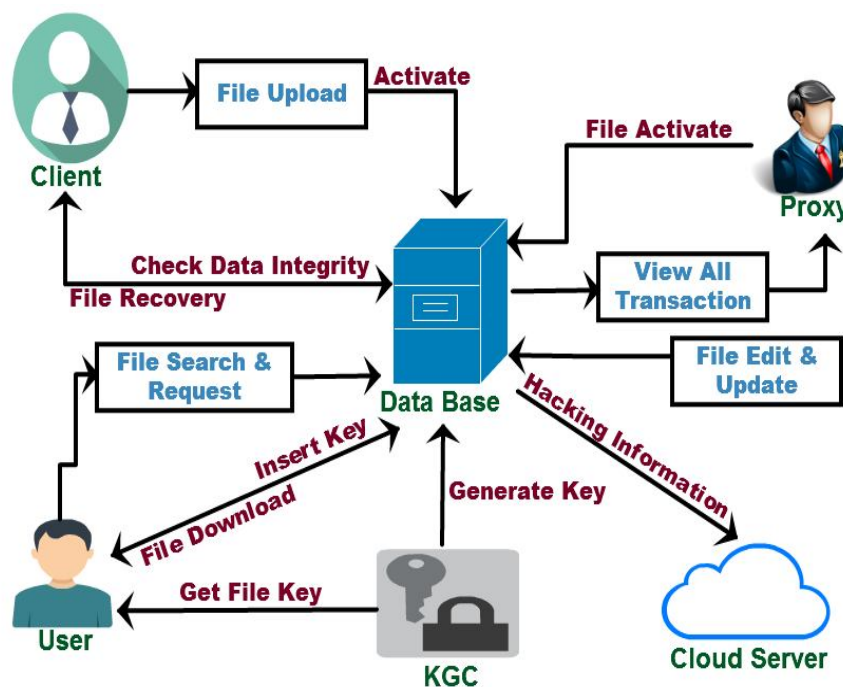 File Upload
Activate
Client
File Activate
Proxy
Check Data Integrity
File Recovery
View All
Transaction
File Search &
Request
File Edit &
Update
Data Base
Hacking Information
Insert Key
File Download
Generate Key
Get File Key
User
KGC
Cloud Server